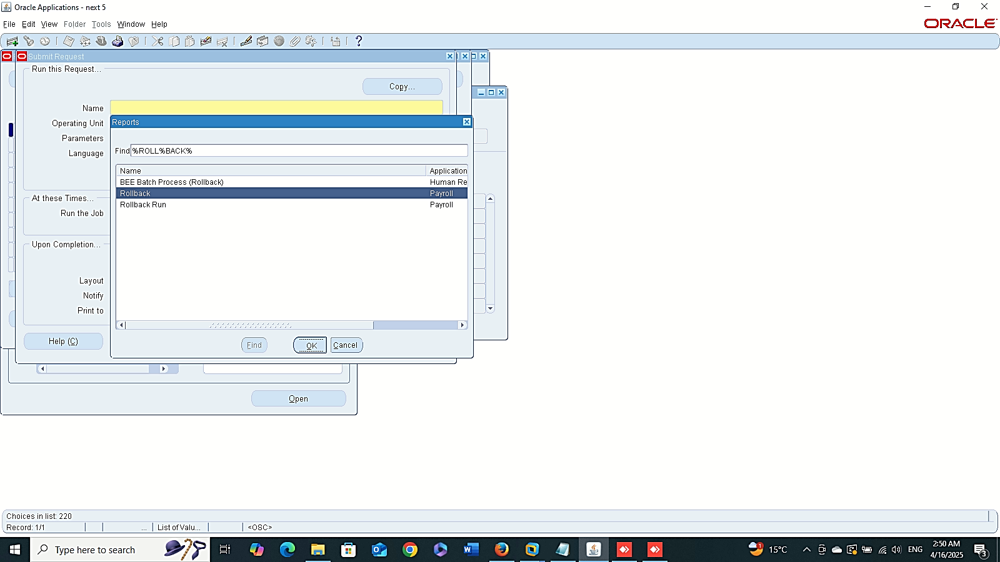 Oracle Applications - next 5
File Edit View Folder Tools Window Help
ORACLE
Submit Request
Run this Request...
Copy...
Name
Operating Unit
Parameters
Language
Reports
Find %ROLL%BACK%
Name Application
BEE Batch Process (Rollback) Human Re
Rollback Payroll
Rollback Run Payroll
At these Times...
Run the Job
Upon Completion...
Layout
Notify
Print to
Help (C)
Find OK Cancel
Open
Choices in list: 220
Record: 1/1 ... List of Valu... <OSC>
Type here to search
1 15°C ENG 2:50 AM
4/16/2025 3